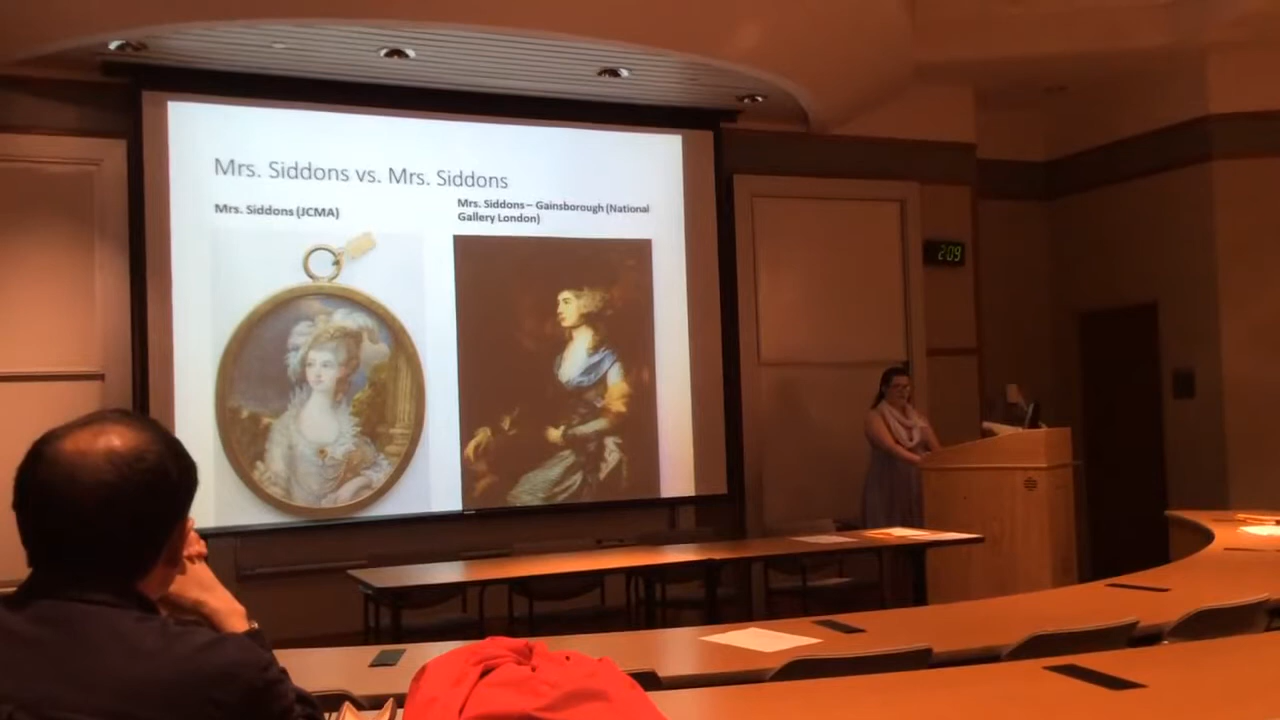 Mrs. Siddons vs. Mrs. Siddons
Mrs. Siddons (JCMA)
Mrs. Siddons – Gainsborough (National
Gallery London)
2:09